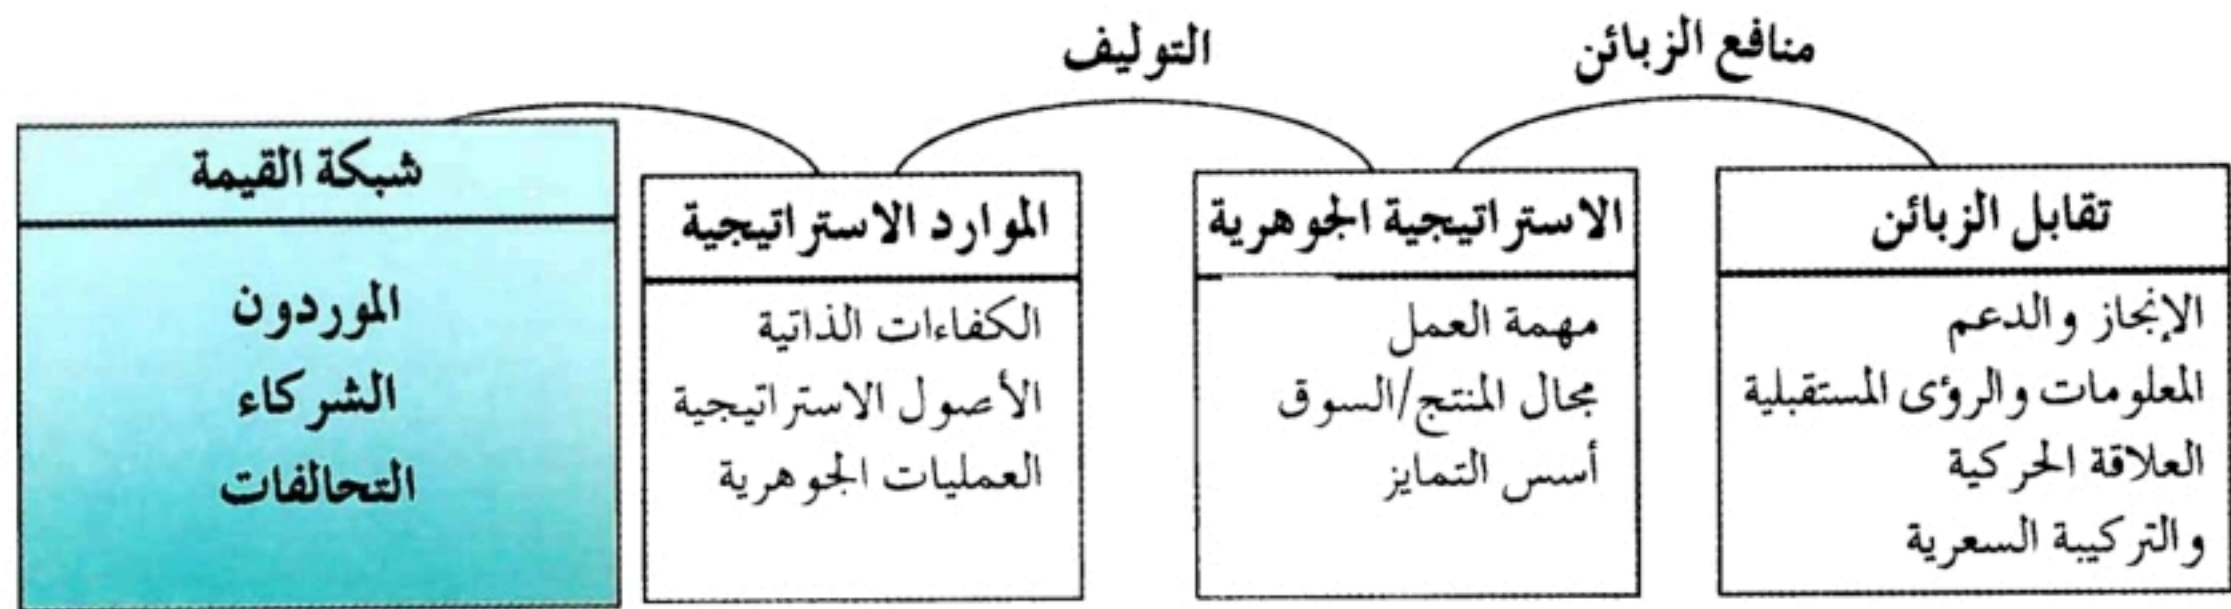 منافع الزبائن
التوليف
تقابل الزبائن
الإنجاز والدعم
المعلومات والرؤى المستقبلية
العلاقة الحركية
والتركيبة السعرية
الاستراتيجية الجوهرية
مهمة العمل
مجال المنتج/السوق
أسس التمايز
الموارد الاستراتيجية
الكفاءات الذاتية
الأصول الاستراتيجية
العمليات الجوهرية
شبكة القيمة
الموردون
الشركاء
التحالفات